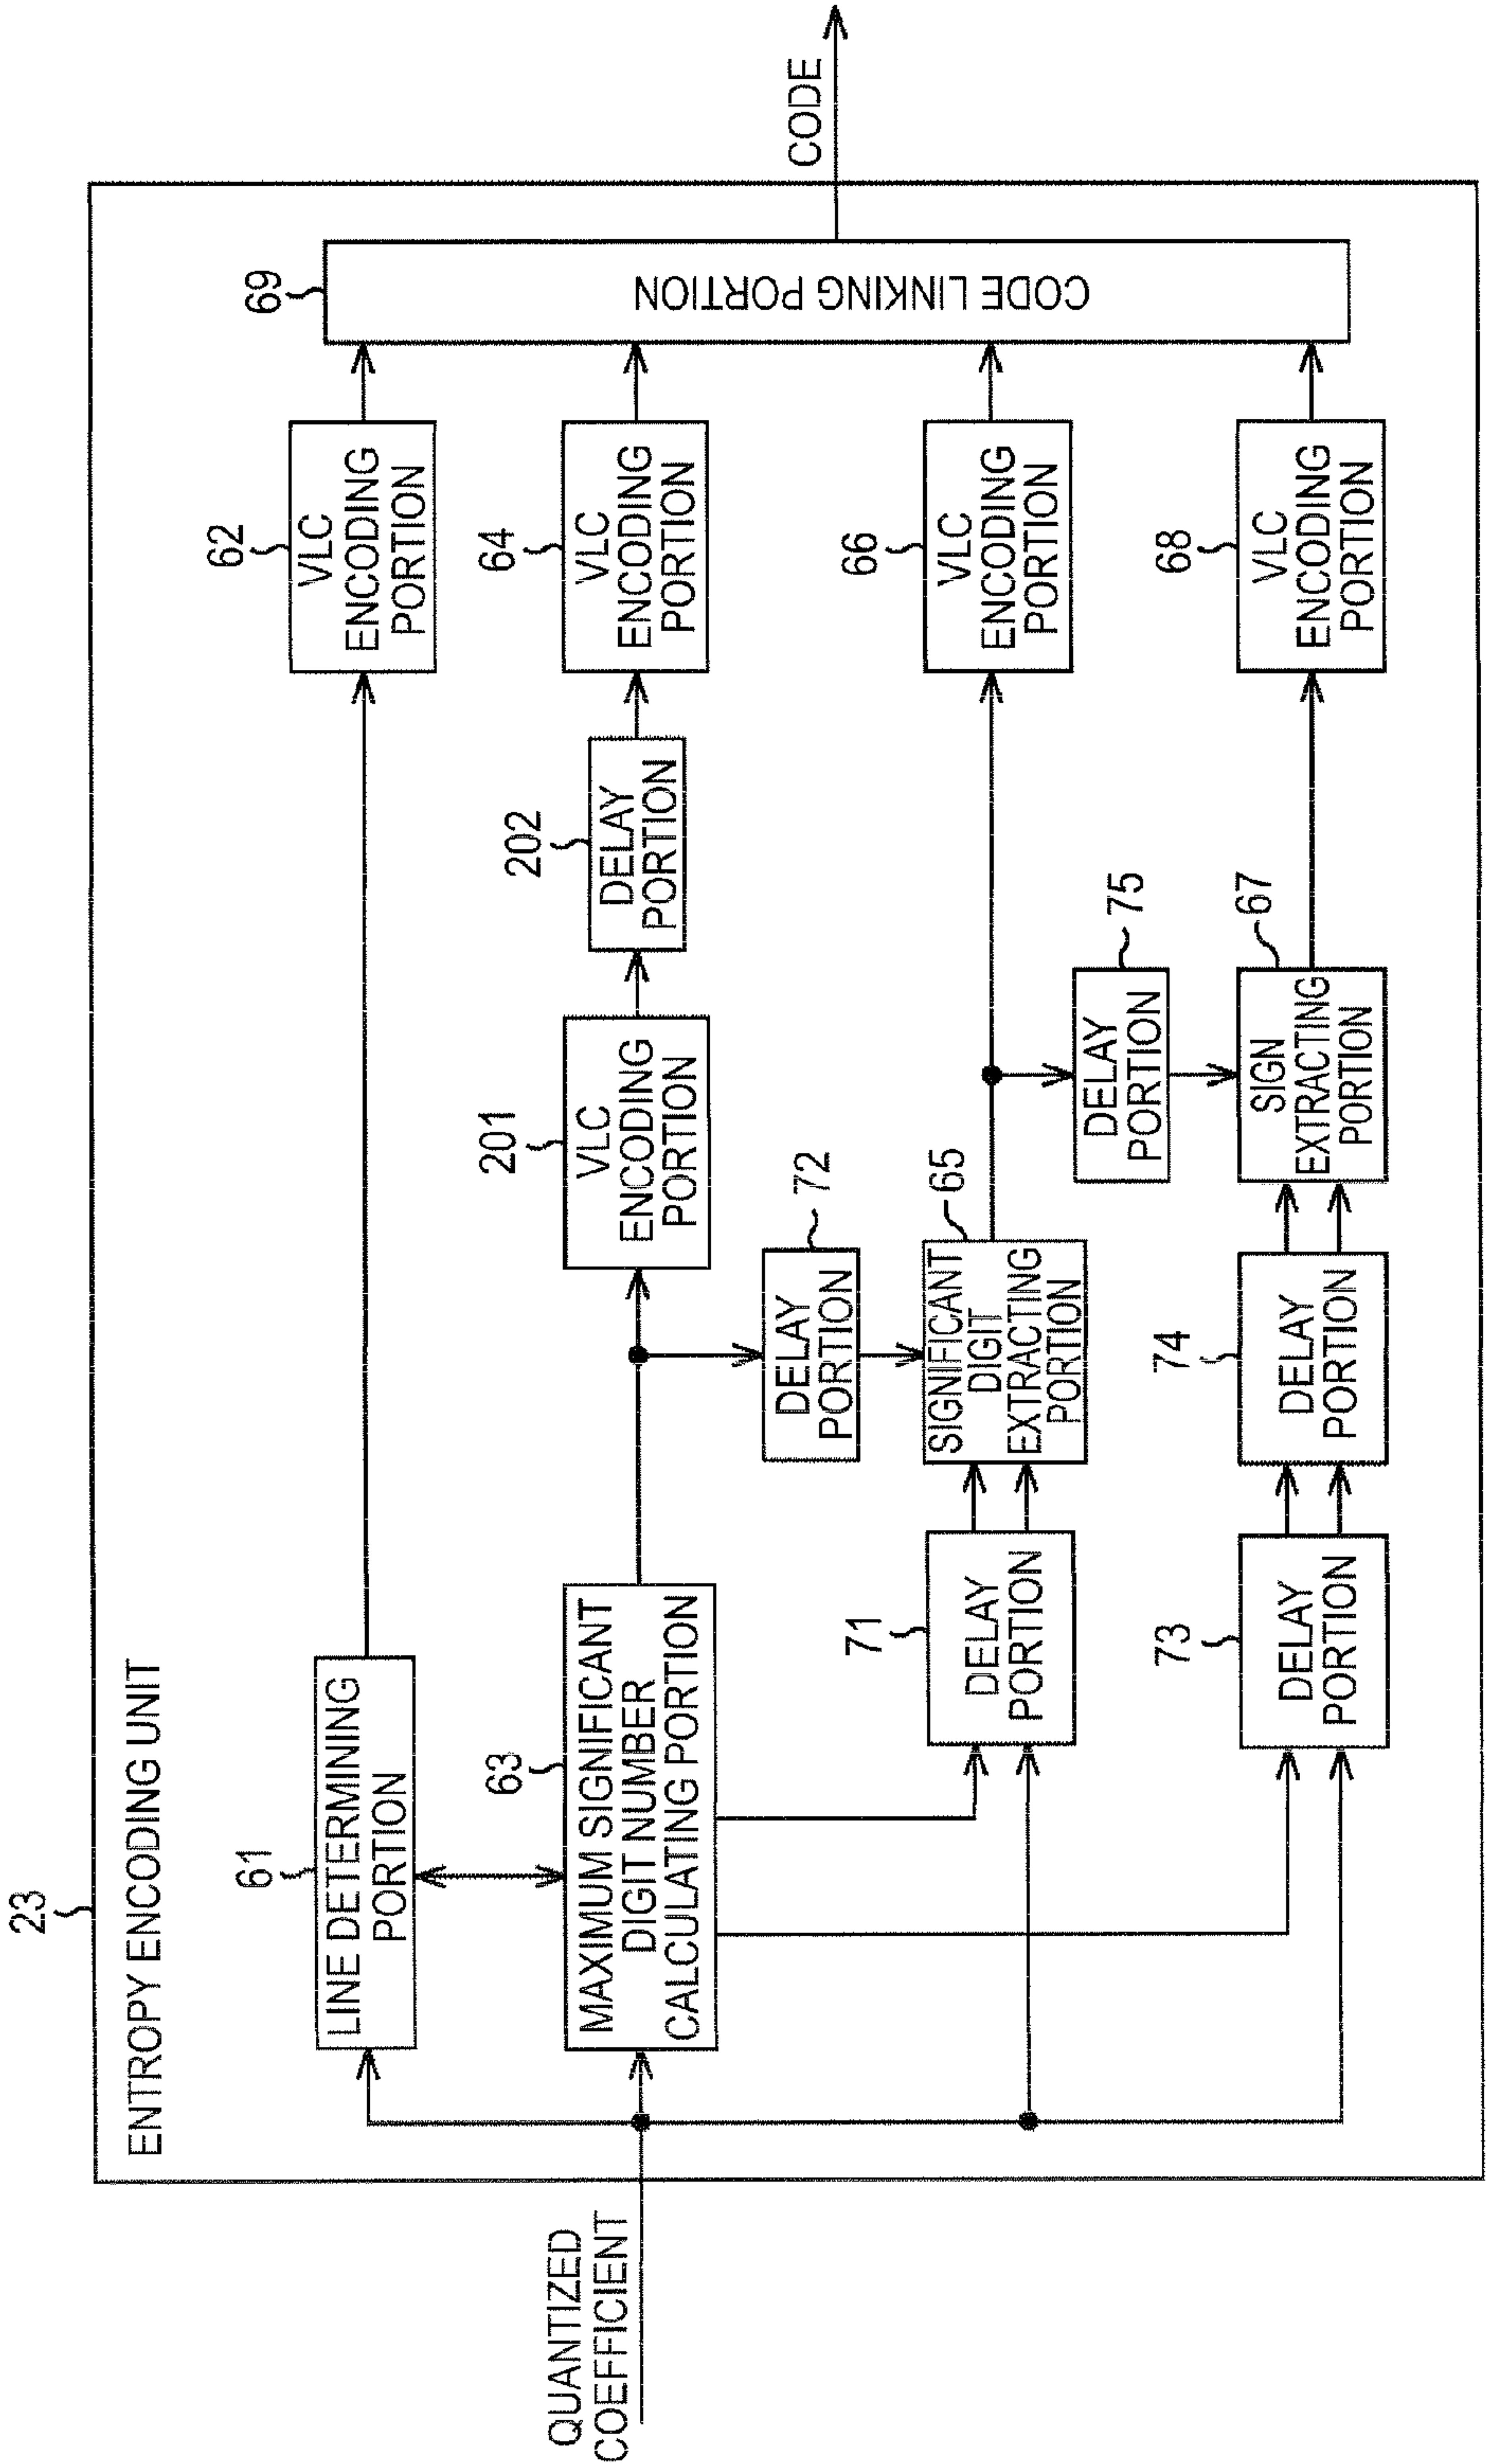 23
ENTROPY ENCODING UNIT
QUANTIZED
COEFFICIENT
61
LINE DETERMINING
PORTION
62
VLC
ENCODING
PORTION
63
MAXIMUM SIGNIFICANT
DIGIT NUMBER
CALCULATING PORTION
201
VLC
ENCODING
PORTION
202
DELAY
PORTION
64
VLC
ENCODING
PORTION
69
CODE LINKING PORTION
CODE
72
DELAY
PORTION
71
DELAY
PORTION
65
SIGNIFICANT
DIGIT
EXTRACTING
PORTION
66
VLC
ENCODING
PORTION
75
DELAY
PORTION
73
DELAY
PORTION
74
DELAY
PORTION
67
SIGN
EXTRACTING
PORTION
68
VLC
ENCODING
PORTION